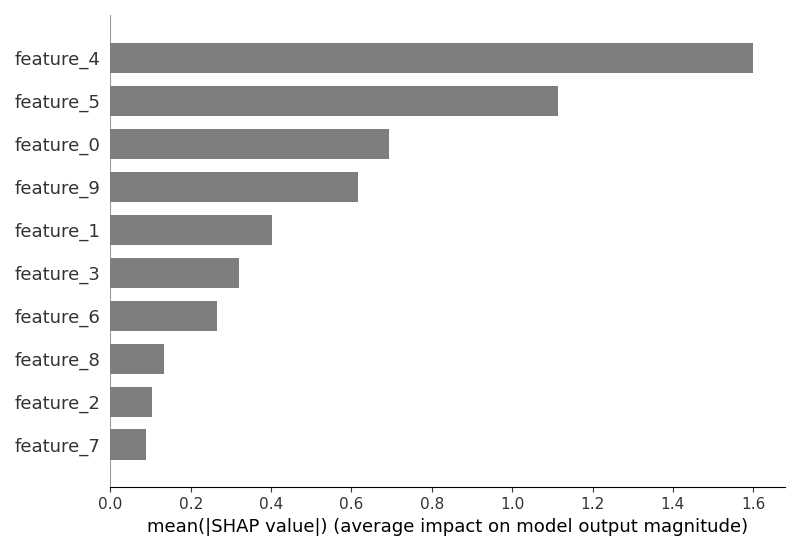 feature_4
feature_5
feature_0
feature_9
feature_1
feature_3
feature_6
feature_8
feature_2
feature_7
0.0 0.2 0.4 0.6 0.8 1.0 1.2 1.4 1.6
mean(|SHAP value|) (average impact on model output magnitude)